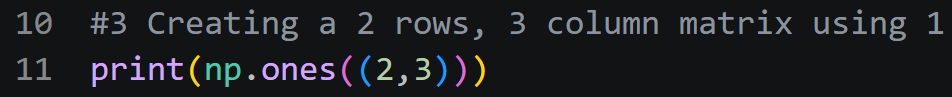 10 #3 Creating a 2 rows, 3 column matrix using 1
11 print(np.ones((2,3)))